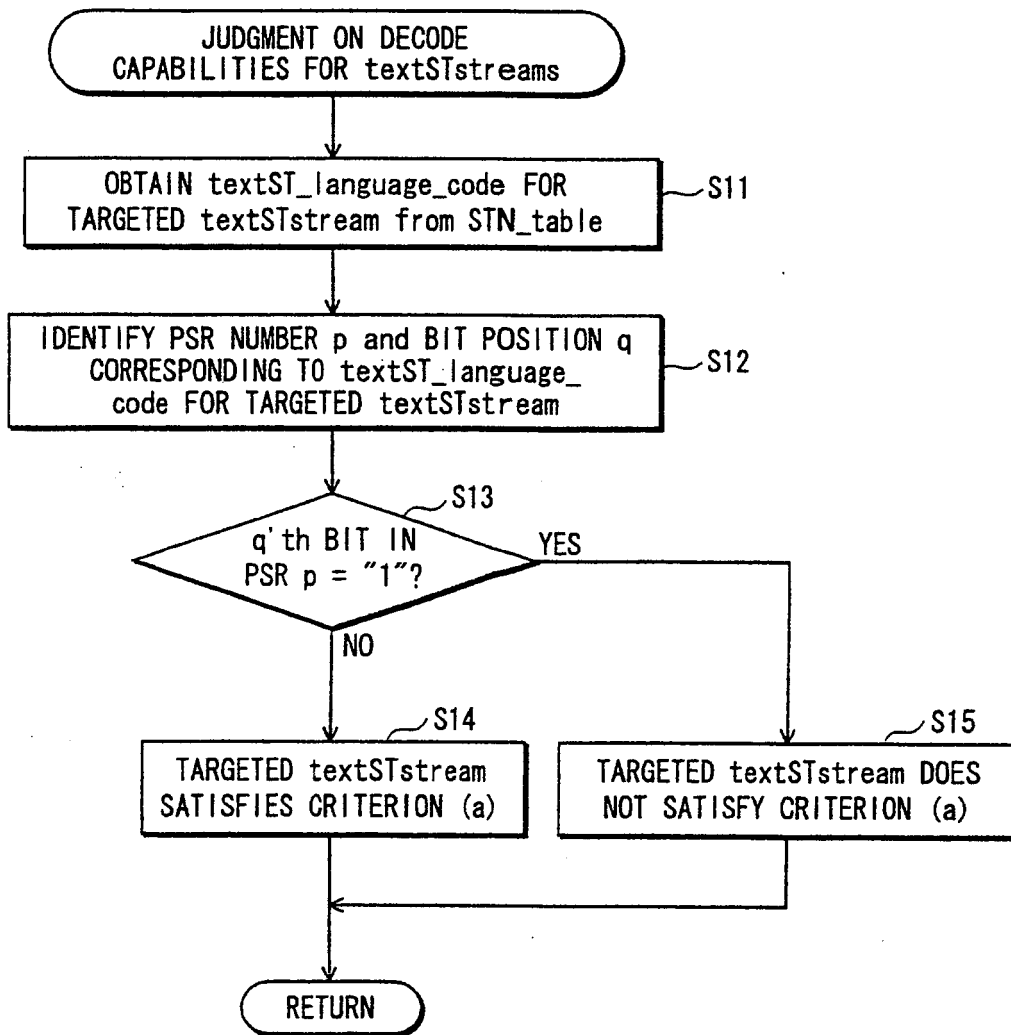 JUDGMENT ON DECODE
CAPABILITIES FOR textSTstreams
OBTAIN textST_language_code FOR
TARGETED textSTstream from STN_table
S11
IDENTIFY PSR NUMBER p and BIT POSITION q
CORRESPONDING TO textST_language_
code FOR TARGETED textSTstream
S12
S13
q'th BIT IN
PSR p = "1"?
YES
NO
S14
TARGETED textSTstream
SATISFIES CRITERION (a)
S15
TARGETED textSTstream DOES
NOT SATISFY CRITERION (a)
RETURN